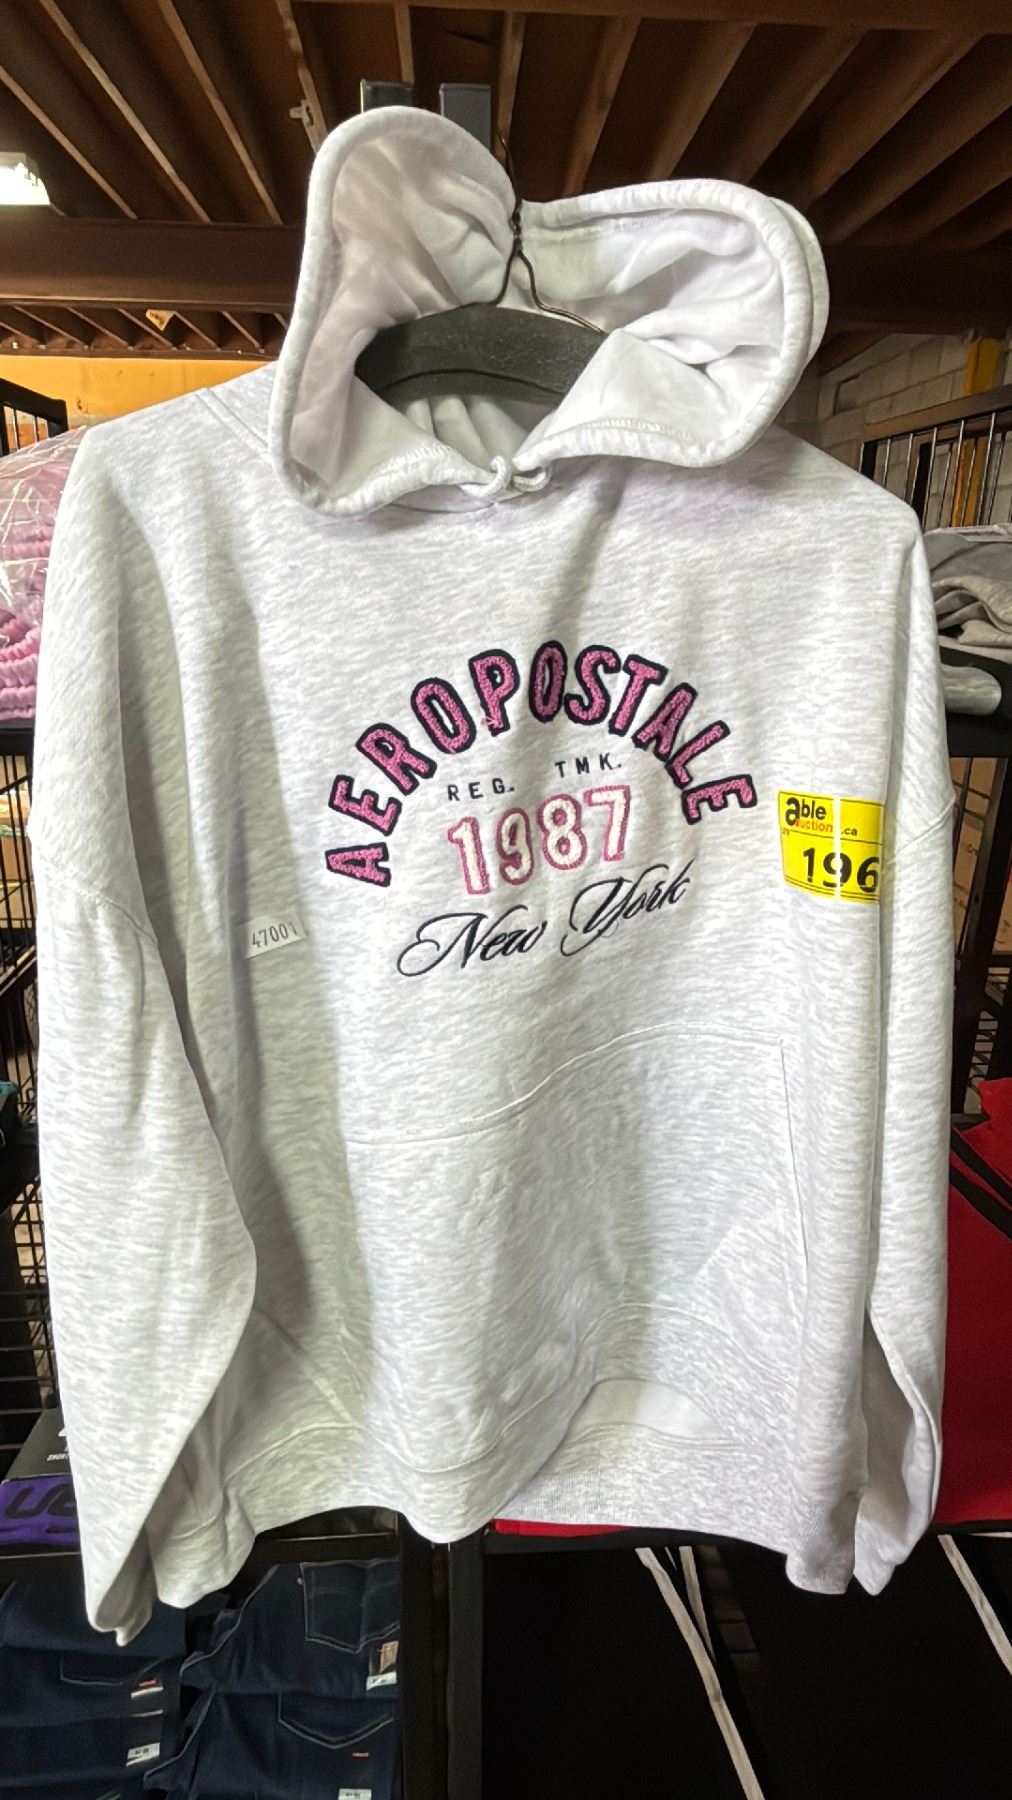 AEROPOSTALE
REG. TMK.
1987
New York
able
auction .ca
196
47001